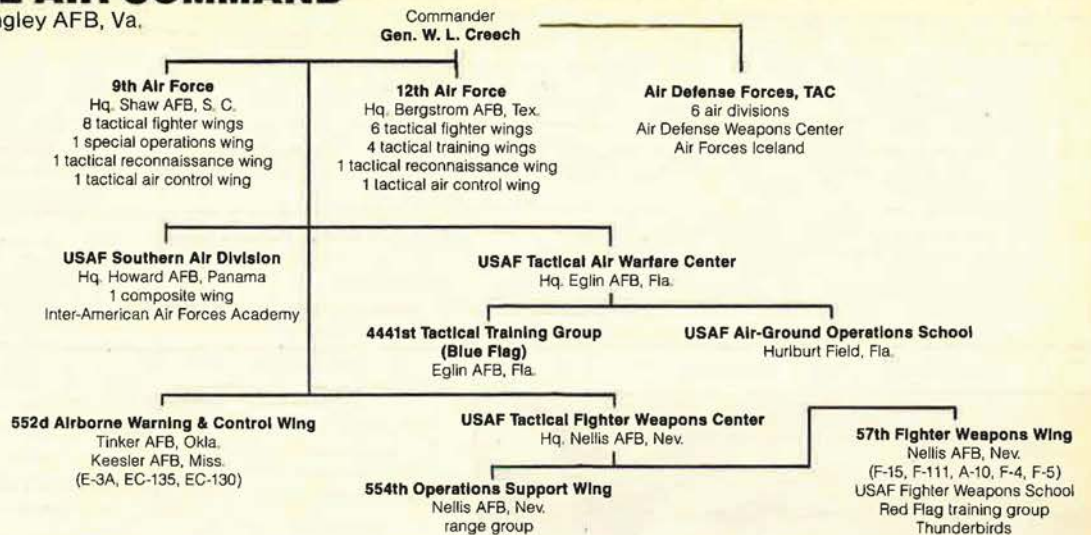 AIR COMMAND
Va.
Commander
Gen. W. L. Creech
9th Air Force
Hq. Shaw AFB, S. C.
8 tactical fighter wings
1 special operations wing
1 tactical reconnaissance wing
1 tactical air control wing
12th Air Force
Hq. Bergstrom AFB, Tex.
6 tactical fighter wings
4 tactical training wings
1 tactical reconnaissance wing
1 tactical air control wing
Air Defense Forces, TAC
6 air divisions
Air Defense Weapons Center
Air Forces Iceland
USAF Southern Air Division
Hq. Howard AFB, Panama
1 composite wing
Inter-American Air Forces Academy
USAF Tactical Air Warfare Center
Hq. Eglin AFB, Fla.
4441st Tactical Training Group
(Blue Flag)
Eglin AFB, Fla.
USAF Air-Ground Operations School
Hurlburt Field, Fla.
552d Airborne Warning & Control Wing
Tinker AFB, Okla.
Keesler AFB, Miss.
(E-3A, EC-135, EC-130)
USAF Tactical Fighter Weapons Center
Hq. Nellis AFB, Nev.
554th Operations Support Wing
Nellis AFB, Nev.
range group
57th Fighter Weapons Wing
Nellis AFB, Nev.
(F-15, F-111, A-10, F-4, F-5)
USAF Fighter Weapons School
Red Flag training group
Thunderbirds